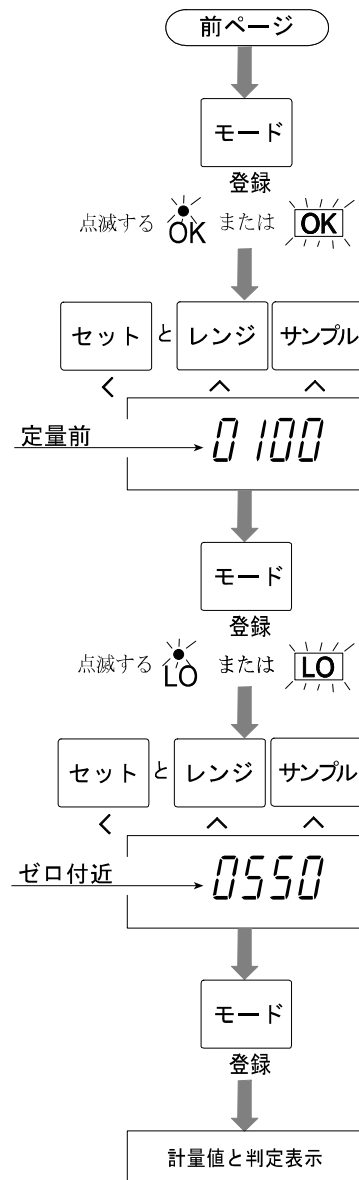 前ページ
モード
登録
点滅する OK または OK
セット と レンジ サンプル
< ^ ^
定量前 0100
モード
登録
点滅する LO または LO
セット と レンジ サンプル
< ^ ^
ゼロ付近 0550
モード
登録
計量値と判定表示